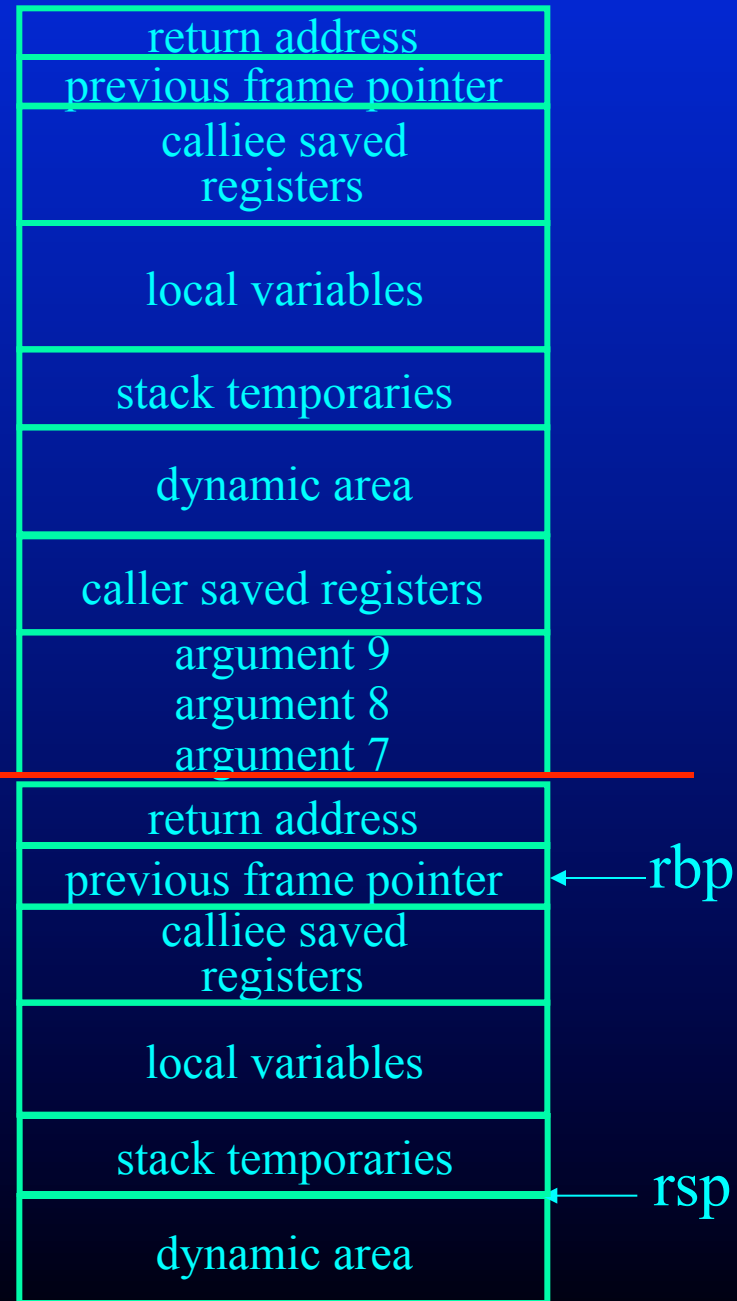 return address
previous frame pointer
calliee saved
registers
local variables
stack temporaries
dynamic area
caller saved registers
argument 9
argument 8
argument 7
return address
previous frame pointer
rbp
calliee saved
registers
local variables
stack temporaries
rsp
dynamic area